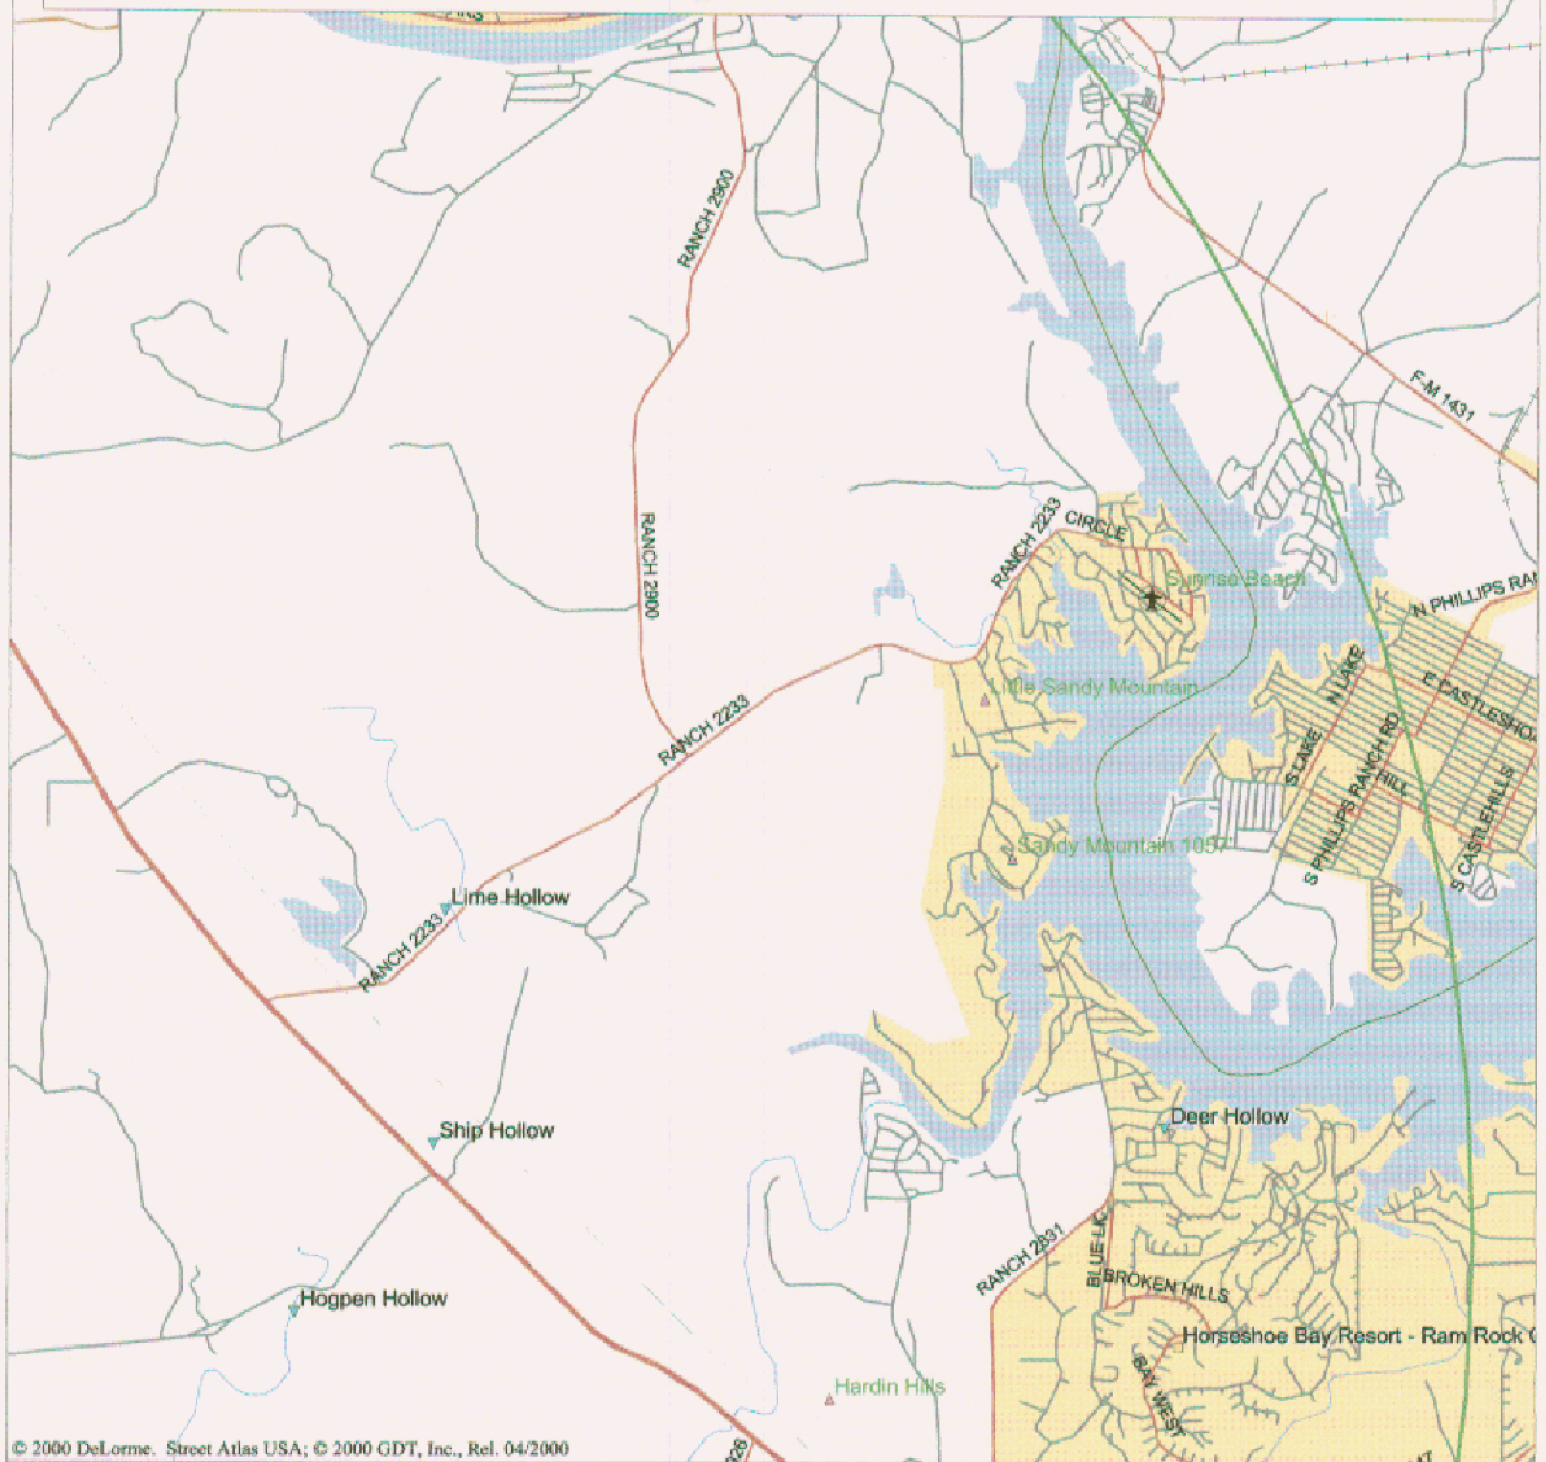 RANCH 2900
F-M 1431
RANCH 2900
RANCH 2233
CIRCLE
Sunrise Beach
N PHILLIPS RA
Little Sandy Mountain
N LAKE
E CASTLESHO
RANCH 2233
S LAKE
S PHILLIPS RANCH RD
HILL
S CASTLEHILLS
Sandy Mountain 1057
Lime Hollow
RANCH 2233
Ship Hollow
Deer Hollow
RANCH 2831
BLUE LK
BROKEN HILLS
Hogpen Hollow
Horseshoe Bay Resort - Ram Rock
BAY WEST
Hardin Hills
© 2000 DeLorme. Street Atlas USA; © 2000 GDT, Inc., Rel. 04/2000